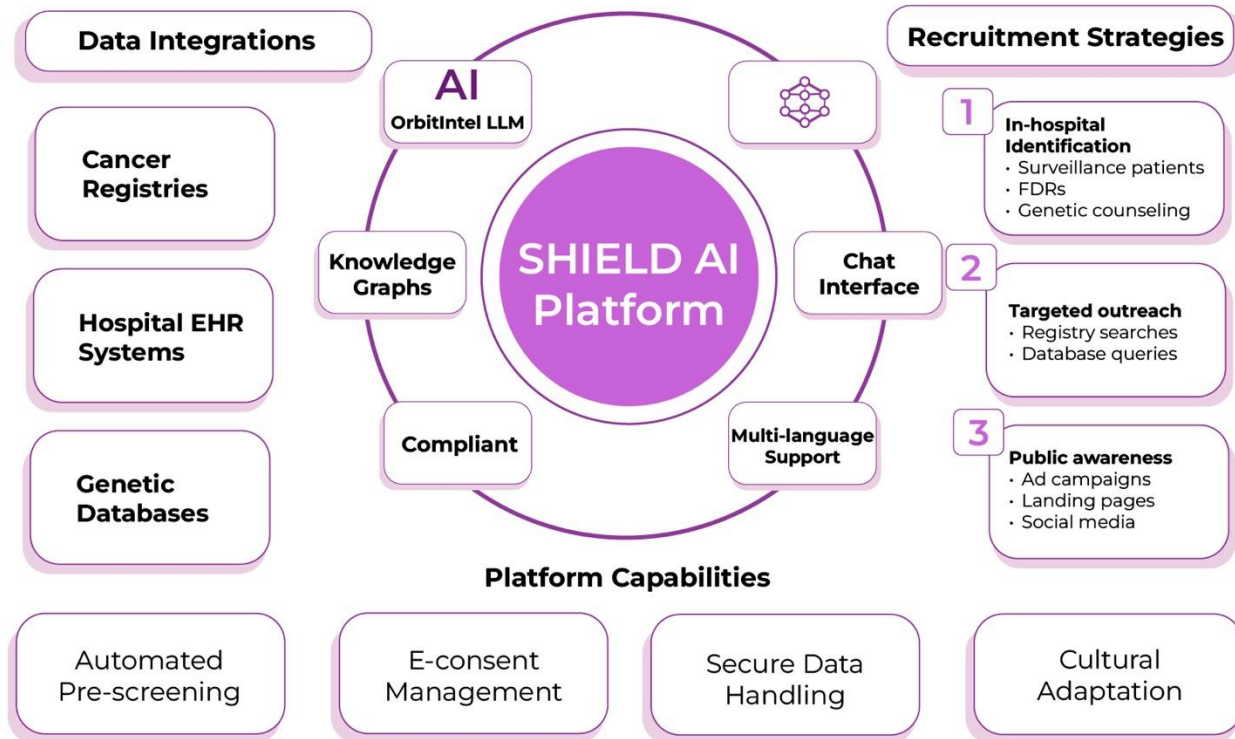 Data Integrations
Cancer
Registries
Hospital EHR
Systems
Genetic
Databases
AI
OrbitIntel LLM
Knowledge
Graphs
Compliant
SHIELD AI
Platform
Chat
Interface
Multi-language
Support
Recruitment Strategies
1
In-hospital
Identification
• Surveillance patients
• FDRs
• Genetic counseling
2
Targeted outreach
• Registry searches
• Database queries
3
Public awareness
• Ad campaigns
• Landing pages
• Social media
Platform Capabilities
Automated
Pre-screening
E-consent
Management
Secure Data
Handling
Cultural
Adaptation